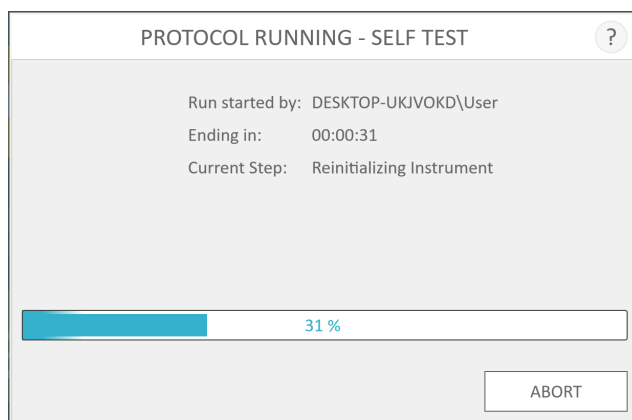 PROTOCOL RUNNING - SELF TEST ?
Run started by: DESKTOP-UKJVOKD\User
Ending in: 00:00:31
Current Step: Reinitializing Instrument
31 %
ABORT